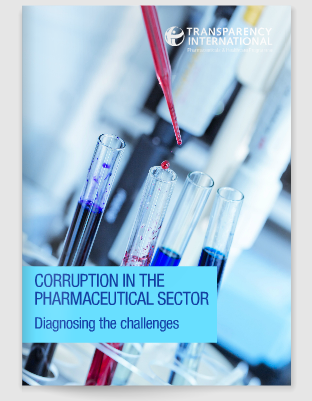 TRANSPARENCY
INTERNATIONAL
CORRUPTION IN THE
PHARMACEUTICAL SECTOR
Diagnosing the challenges